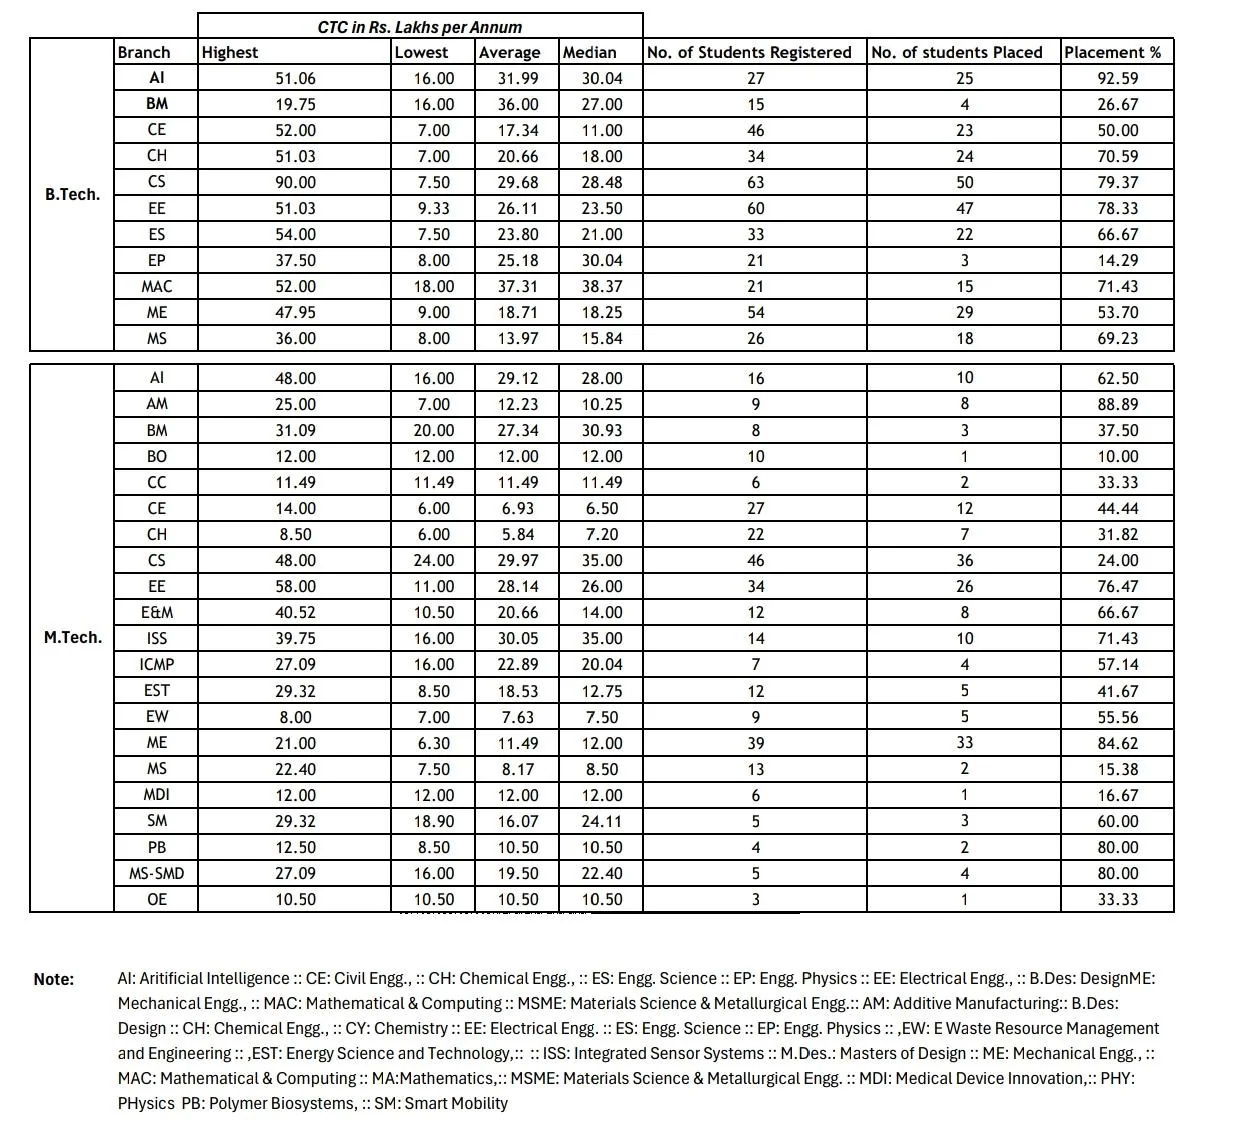 CTC in Rs. Lakhs per Annum
Branch Highest Lowest Average Median No. of Students Registered No. of students Placed Placement %
B.Tech.
AI 51.06 16.00 31.99 30.04 27 25 92.59
BM 19.75 16.00 36.00 27.00 15 4 26.67
CE 52.00 7.00 17.34 11.00 46 23 50.00
CH 51.03 7.00 20.66 18.00 34 24 70.59
CS 90.00 7.50 29.68 28.48 63 50 79.37
EE 51.03 9.33 26.11 23.50 60 47 78.33
ES 54.00 7.50 23.80 21.00 33 22 66.67
EP 37.50 8.00 25.18 30.04 21 3 14.29
MAC 52.00 18.00 37.31 38.37 21 15 71.43
ME 47.95 9.00 18.71 18.25 54 29 53.70
MS 36.00 8.00 13.97 15.84 26 18 69.23
M.Tech.
AI 48.00 16.00 29.12 28.00 16 10 62.50
AM 25.00 7.00 12.23 10.25 9 8 88.89
BM 31.09 20.00 27.34 30.93 8 3 37.50
BO 12.00 12.00 12.00 12.00 10 1 10.00
CC 11.49 11.49 11.49 11.49 6 2 33.33
CE 14.00 6.00 6.93 6.50 27 12 44.44
CH 8.50 6.00 5.84 7.20 22 7 31.82
CS 48.00 24.00 29.97 35.00 46 36 24.00
EE 58.00 11.00 28.14 26.00 34 26 76.47
E&M 40.52 10.50 20.66 14.00 12 8 66.67
ISS 39.75 16.00 30.05 35.00 14 10 71.43
ICMP 27.09 16.00 22.89 20.04 7 4 57.14
EST 29.32 8.50 18.53 12.75 12 5 41.67
EW 8.00 7.00 7.63 7.50 9 5 55.56
ME 21.00 6.30 11.49 12.00 39 33 84.62
MS 22.40 7.50 8.17 8.50 13 2 15.38
MDI 12.00 12.00 12.00 12.00 6 1 16.67
SM 29.32 18.90 16.07 24.11 5 3 60.00
PB 12.50 8.50 10.50 10.50 4 2 80.00
MS-SMD 27.09 16.00 19.50 22.40 5 4 80.00
OE 10.50 10.50 10.50 10.50 3 1 33.33
Note: AI: Aritificial Intelligence :: CE: Civil Engg., :: CH: Chemical Engg., :: ES: Engg. Science :: EP: Engg. Physics :: EE: Electrical Engg., :: B.Des: DesignME:
Mechanical Engg., :: MAC: Mathematical & Computing :: MSME: Materials Science & Metallurgical Engg.:: AM: Additive Manufacturing:: B.Des:
Design :: CH: Chemical Engg., :: CY: Chemistry :: EE: Electrical Engg. :: ES: Engg. Science :: EP: Engg. Physics :: ,EW: E Waste Resource Management
and Engineering :: ,EST: Energy Science and Technology,:: :: ISS: Integrated Sensor Systems :: M.Des.: Masters of Design :: ME: Mechanical Engg., ::
MAC: Mathematical & Computing :: MA:Mathematics,:: MSME: Materials Science & Metallurgical Engg. :: MDI: Medical Device Innovation,:: PHY:
PHysics PB: Polymer Biosystems, :: SM: Smart Mobility